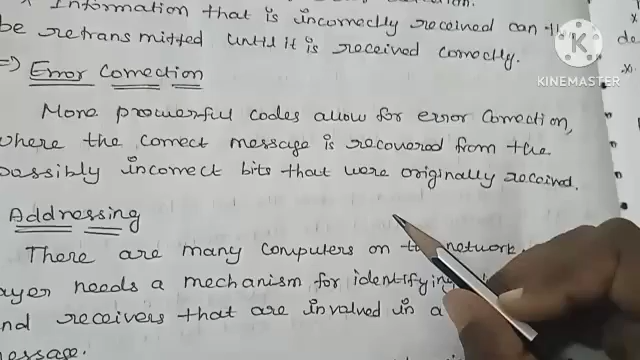 * Information that is incorrectly received can then
be retransmitted until it is received correctly.
=) Error Correction
More powerful codes allow for error correction,
where the correct message is recovered from the
possibly incorrect bits that were originally received.
Addressing
There are many computers on the network.
layer needs a mechanism for identifying
and receivers that are involved in a
message.
de
K
KINEMASTER